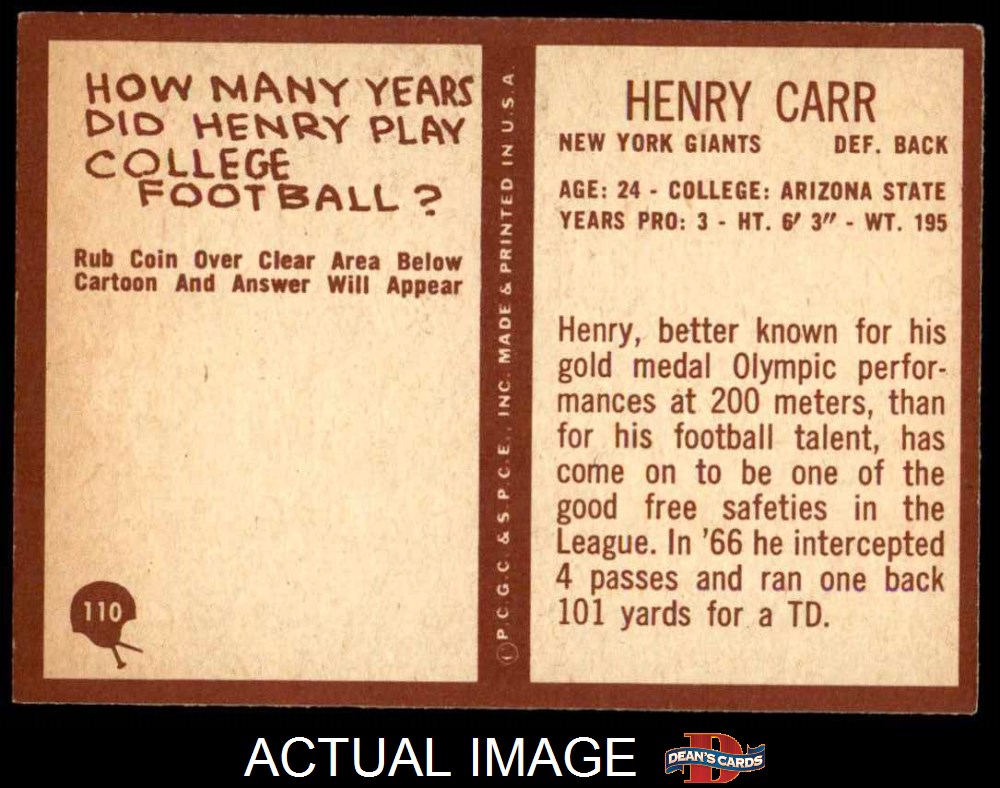 HOW MANY YEARS
DID HENRY PLAY
COLLEGE
FOOTBALL?
Rub Coin Over Clear Area Below
Cartoon And Answer Will Appear
110
Ⓒ P.C.G.C. & S.P.C.E., INC. MADE & PRINTED IN U.S.A
HENRY CARR
NEW YORK GIANTS DEF. BACK
AGE: 24 - COLLEGE: ARIZONA STATE
YEARS PRO: 3 - HT. 6' 3" - WT. 195
Henry, better known for his
gold medal Olympic perfor-
mances at 200 meters, than
for his football talent, has
come on to be one of the
good free safeties in the
League. In '66 he intercepted
4 passes and ran one back
101 yards for a TD.
ACTUAL IMAGE
D
DEAN'S CARDS